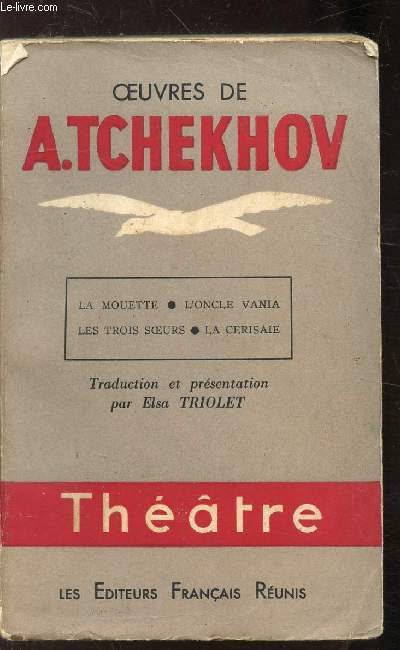 Le-livre.com
ŒUVRES DE
A.TCHEKHOV
LA MOUETTE ● L'ONCLE VANIA
LES TROIS SŒURS ● LA CERISAIE
Traduction et présentation
par Elsa TRIOLET
Théâtre
LES EDITEURS FRANÇAIS RÉUNIS